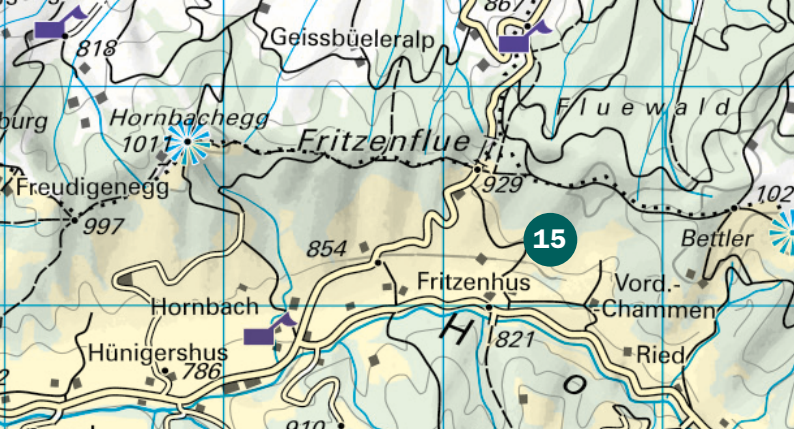 867
818
Geissbüeleralp
Hornbachegg
1011
Fluewald
burg
Fritzenflue
929
Freudigenegg
997
102
15
Bettler
854
Fritzenhus
Vord.-
-Chammen
Hornbach
H
821
Hünigershus
786
Ried
O